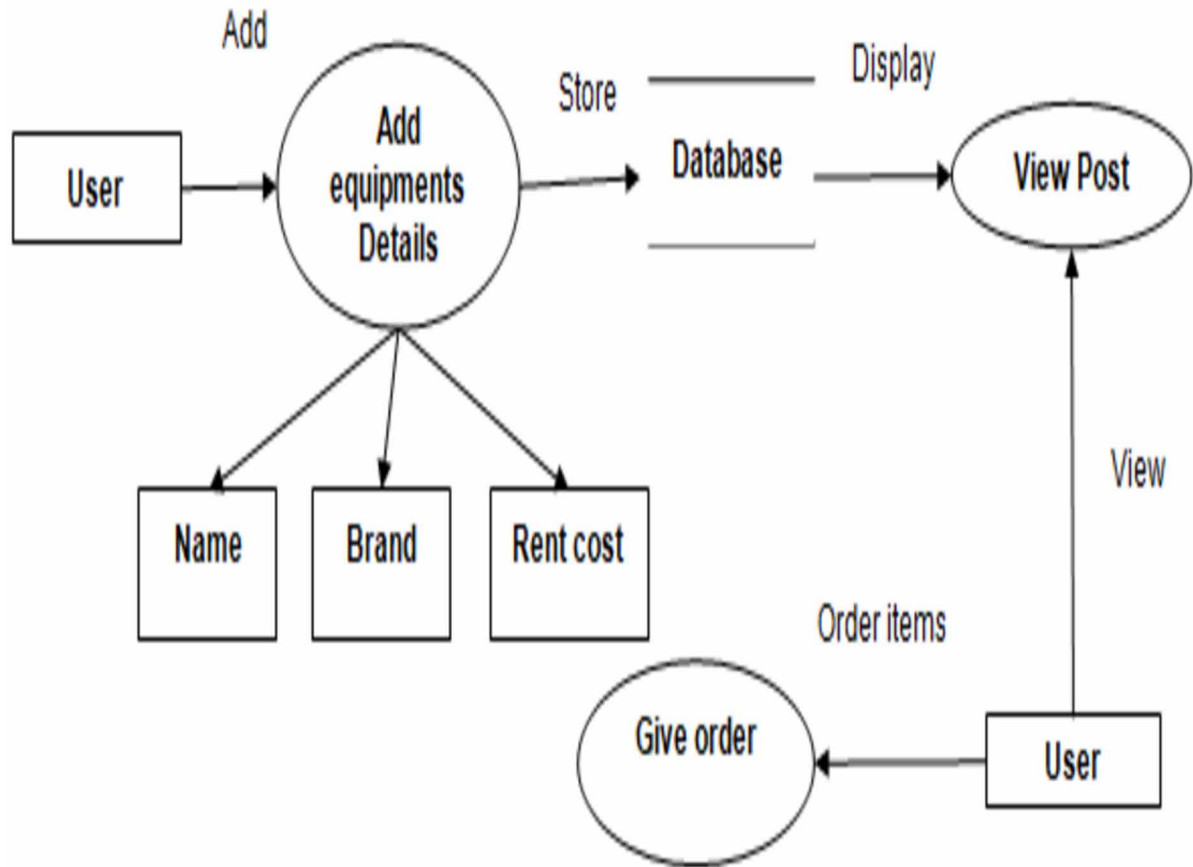 Add
Store
Display
User
Add
equipments
Details
Database
View Post
Name
Brand
Rent cost
View
Order items
Give order
User